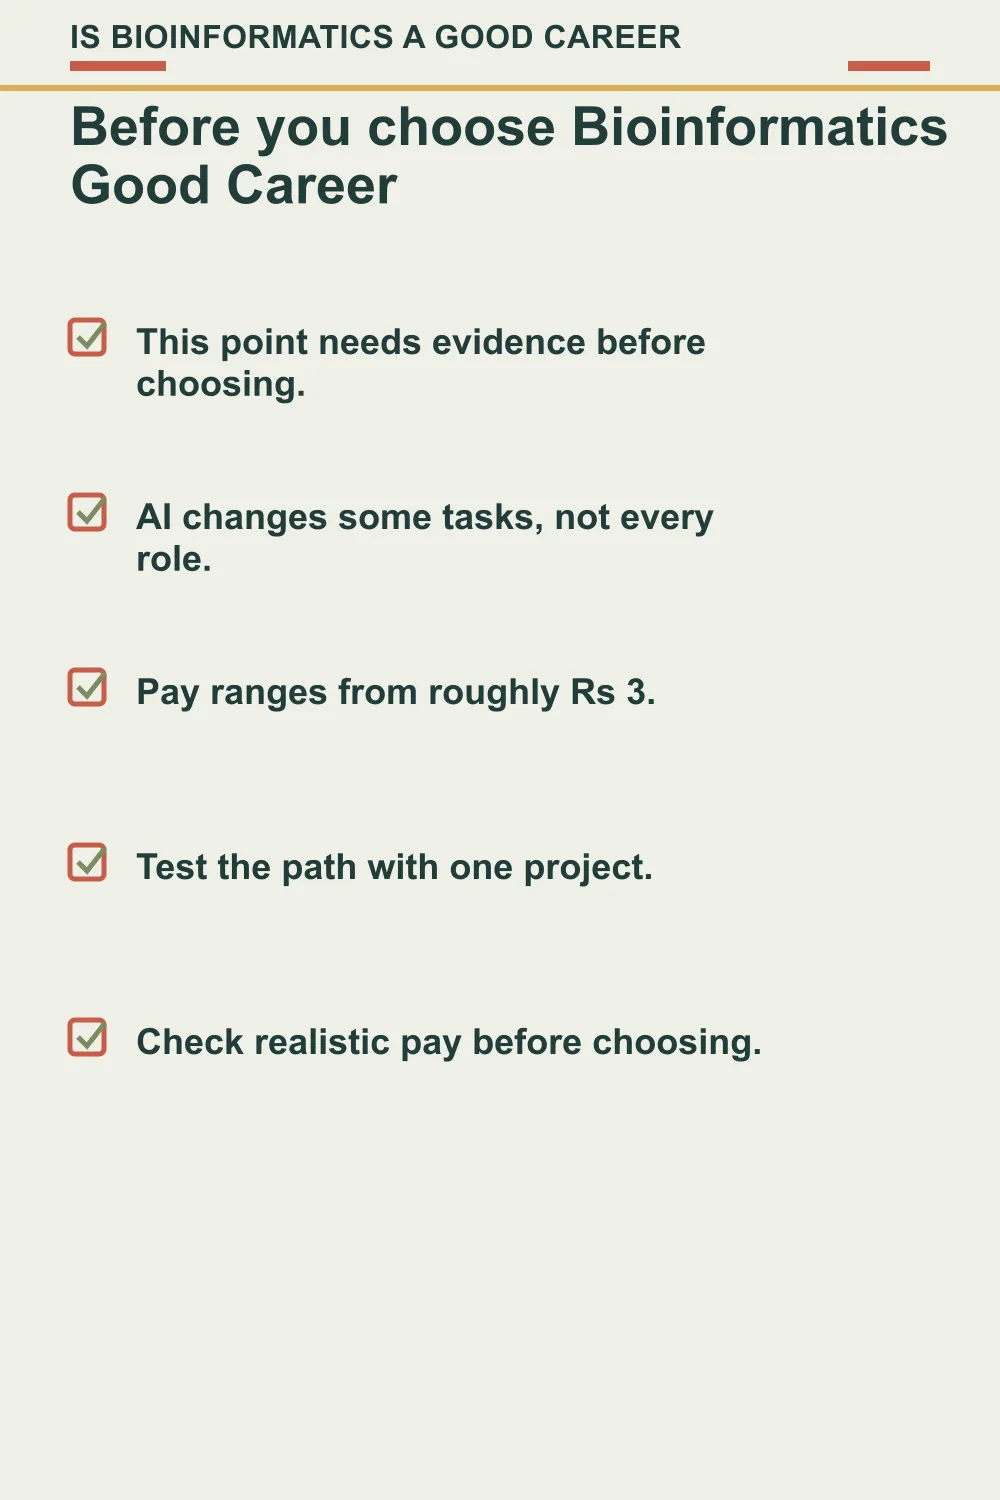 IS BIOINFORMATICS A GOOD CAREER
Before you choose Bioinformatics
Good Career
This point needs evidence before
choosing.
AI changes some tasks, not every
role.
Pay ranges from roughly Rs 3.
Test the path with one project.
Check realistic pay before choosing.